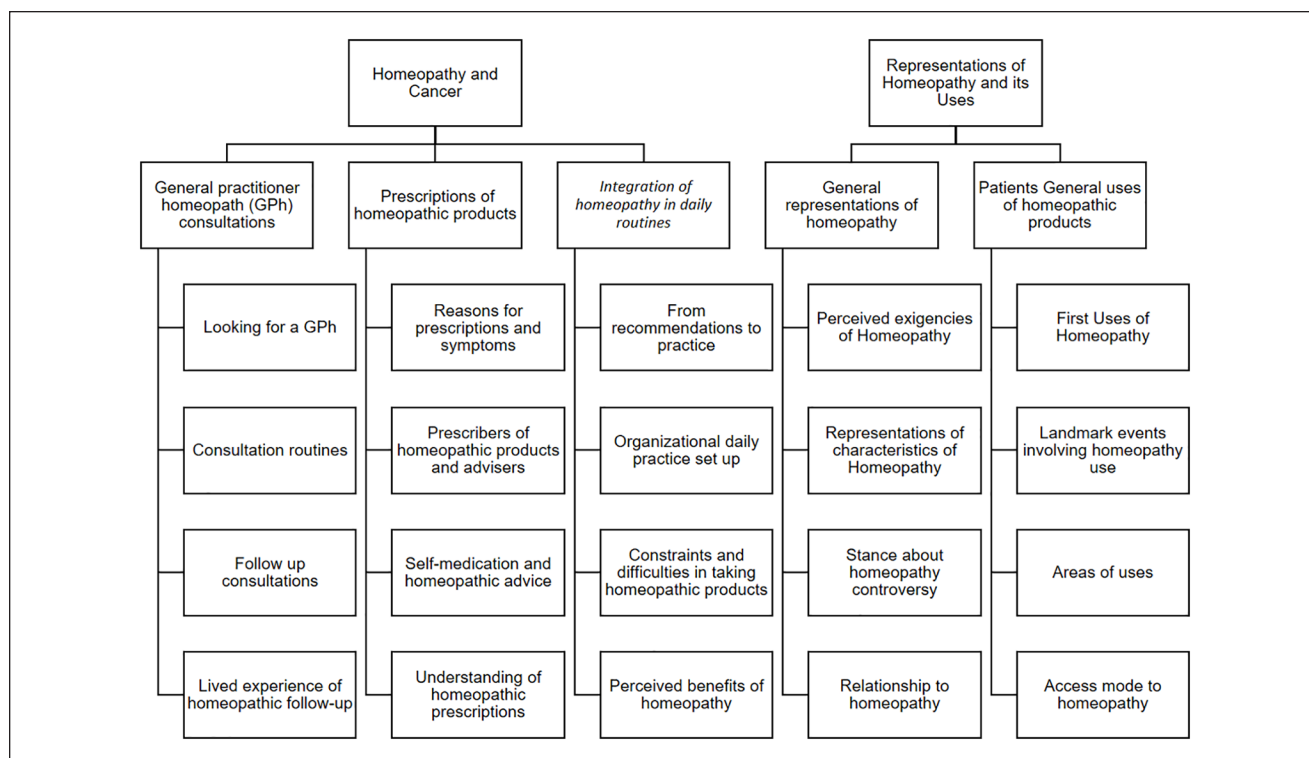 Homeopathy and
Cancer
Representations of
Homeopathy and its
Uses
General practitioner
homeopath (GPh)
consultations
Prescriptions of
homeopathic products
Integration of
homeopathy in daily
routines
General
representations of
homeopathy
Patients General uses
of homeopathic
products
Looking for a GPh
Reasons for
prescriptions and
symptoms
From
recommendations to
practice
Perceived exigencies
of Homeopathy
First Uses of
Homeopathy
Consultation routines
Prescribers of
homeopathic products
and advisers
Organizational daily
practice set up
Representations of
characteristics of
Homeopathy
Landmark events
involving homeopathy
use
Follow up
consultations
Self-medication and
homeopathic advice
Constraints and
difficulties in taking
homeopathic products
Stance about
homeopathy
controversy
Areas of uses
Lived experience of
homeopathic follow-up
Understanding of
homeopathic
prescriptions
Perceived benefits of
homeopathy
Relationship to
homeopathy
Access mode to
homeopathy